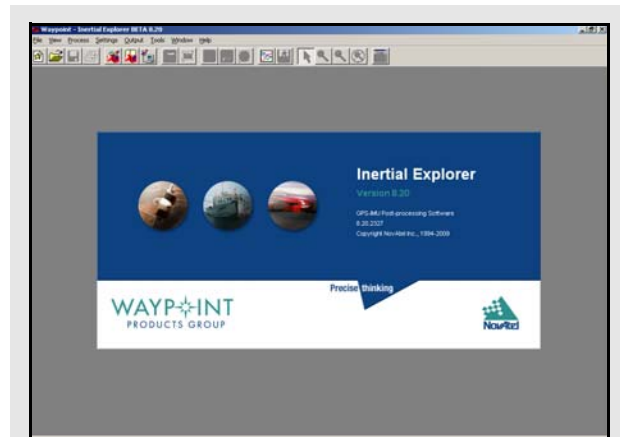 Waypoint - Inertial Explorer BETA 8.20
File View Process Settings Output Tools Window Help
Inertial Explorer
Version 8.20
GPS-IMU Post-processing Software
8.20.2327
Copyright NovAtel Inc., 1994-2009
Precise thinking
WAYPOINT
PRODUCTS GROUP
NovAtel